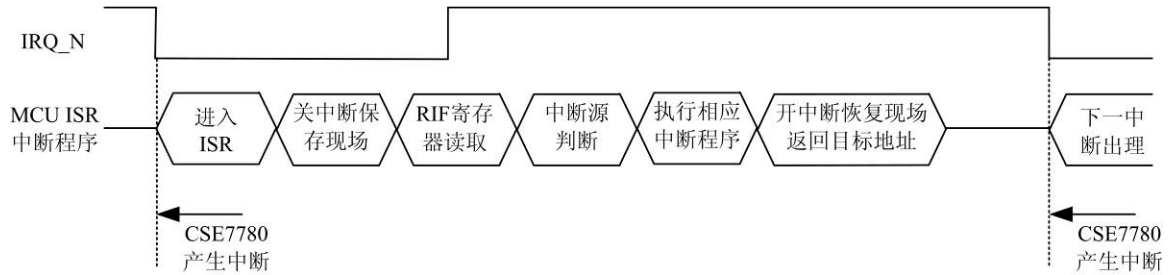 IRQ_N
MCU ISR
中断程序
进入
ISR
关中断保
存现场
RIF寄存
器读取
中断源
判断
执行相应
中断程序
开中断恢复现场
返回目标地址
下一中
断出理
CSE7780
产生中断
CSE7780
产生中断